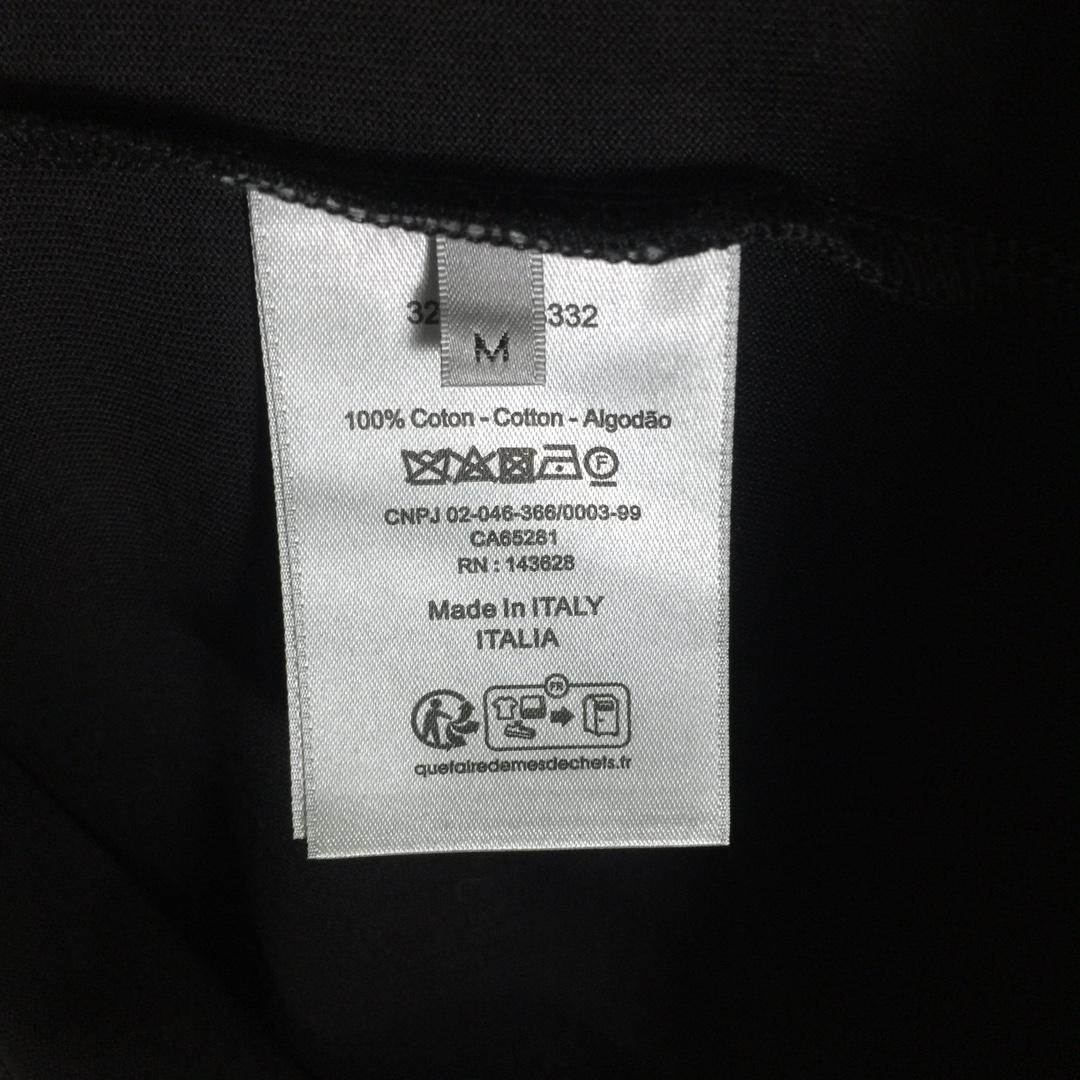 32 332
M
100% Coton - Cotton - Algodão
F
CNPJ 02-046-366/0003-99
CA65281
RN : 143628
Made In ITALY
ITALIA
FR
quefairedemesdechets.fr